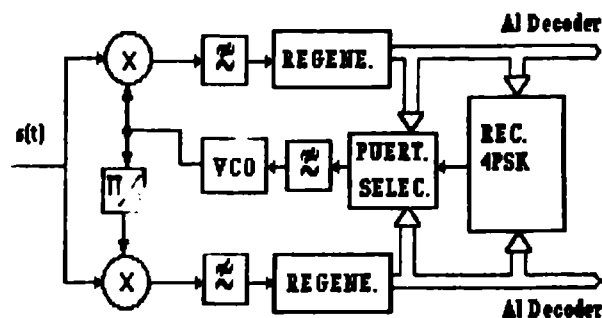 Al Decoder
X
REGENE.
s(t)
VCO
PUERT.
SELEC.
REC.
4PSK
X
REGENE.
Al Decoder